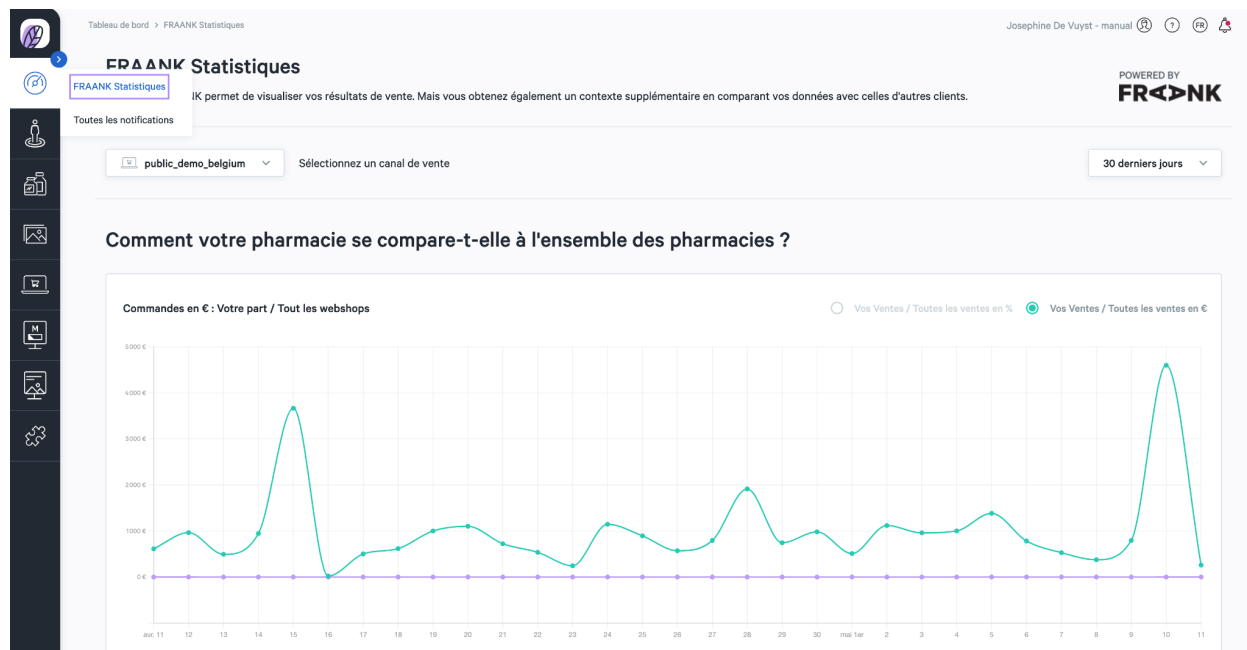 Tableau de bord > FRAANK Statistiques
Josephine De Vuyst - manual
?
FR
FRAANK Statistiques
POWERED BY
FRAANK
FRAANK Statistiques
NK permet de visualiser vos résultats de vente. Mais vous obtenez également un contexte supplémentaire en comparant vos données avec celles d'autres clients.
Toutes les notifications
public_demo_belgium
Sélectionnez un canal de vente
30 derniers jours
M
Comment votre pharmacie se compare-t-elle à l'ensemble des pharmacies ?
Commandes en € : Votre part / Tout les webshops
Vos Ventes / Toutes les ventes en %
Vos Ventes / Toutes les ventes en €
5000 €
4000 €
3000 €
2000 €
1000 €
0 €
avr. 11 12 13 14 15 16 17 18 19 20 21 22 23 24 25 26 27 28 29 30 mai 1er 2 3 4 5 6 7 8 9 10 11